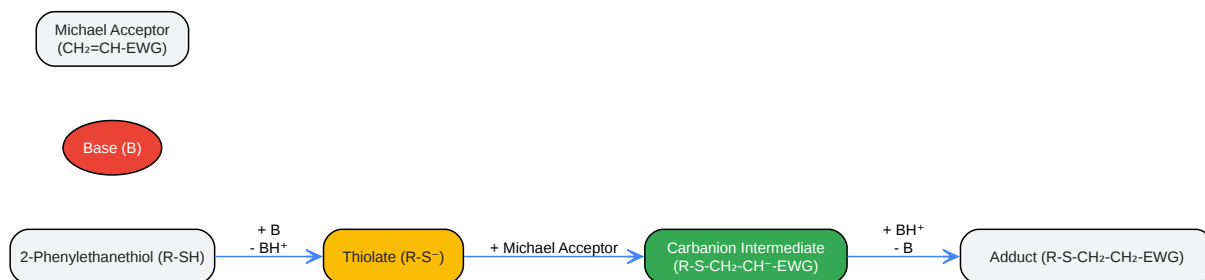 Michael Acceptor
(CH₂=CH-EWG)
Base (B)
2-Phenylethanethiol (R-SH)
+ B
- BH⁺
Thiolate (R-S⁻)
+ Michael Acceptor
Carbanion Intermediate
(R-S-CH₂-CH⁻-EWG)
+ BH⁺
- B
Adduct (R-S-CH₂-CH₂-EWG)